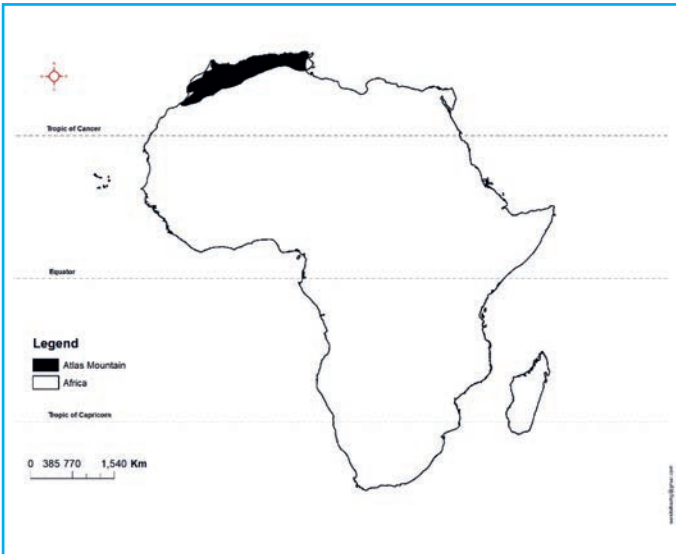 Tropic of Cancer
Equator
Legend
Atlas Mountain
Africa
Tropic of Capricorn
0 385 770 1,540 Km